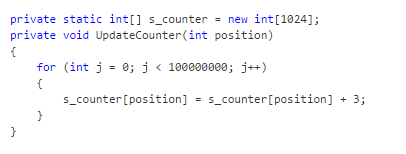 private static int[] s_counter = new int[1024];
private void UpdateCounter(int position)
{
    for (int j = 0; j < 100000000; j++)
    {
        s_counter[position] = s_counter[position] + 3;
    }
}